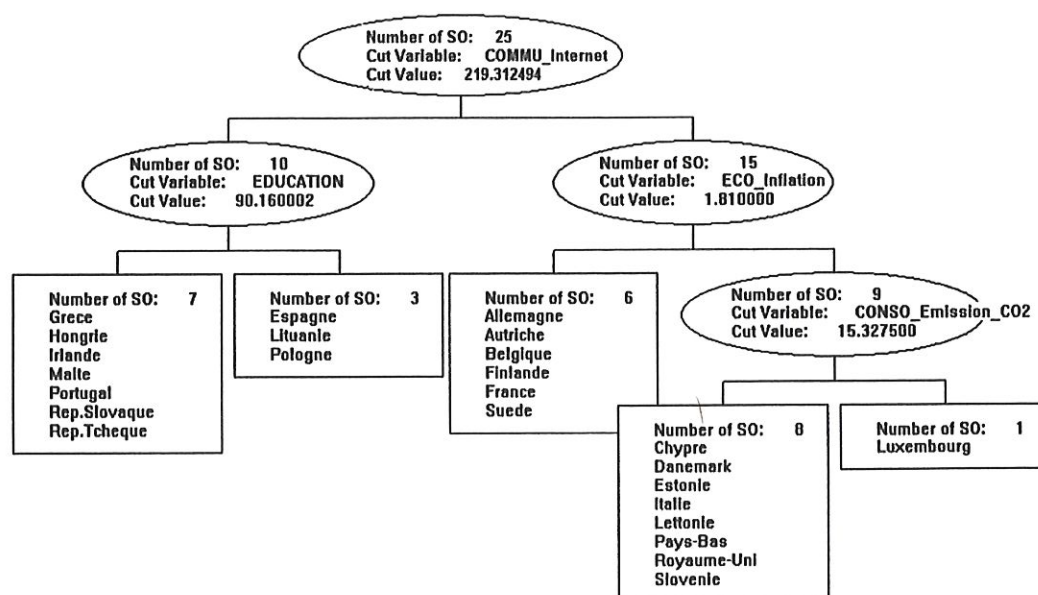 Number of SO: 25
Cut Variable: COMMU_Internet
Cut Value: 219.312494
Number of SO: 10
Cut Variable: EDUCATION
Cut Value: 90.160002
Number of SO: 15
Cut Variable: ECO_Inflation
Cut Value: 1.810000
Number of SO: 7
Grece
Hongrie
Irlande
Malte
Portugal
Rep.Slovaque
Rep.Tcheque
Number of SO: 3
Espagne
Lituanie
Pologne
Number of SO: 6
Allemagne
Autriche
Belgique
Finlande
France
Suede
Number of SO: 9
Cut Variable: CONSO_Emission_CO2
Cut Value: 15.327500
Number of SO: 8
Chypre
Danemark
Estonie
Italie
Lettonie
Pays-Bas
Royaume-Uni
Slovenie
Number of SO: 1
Luxembourg